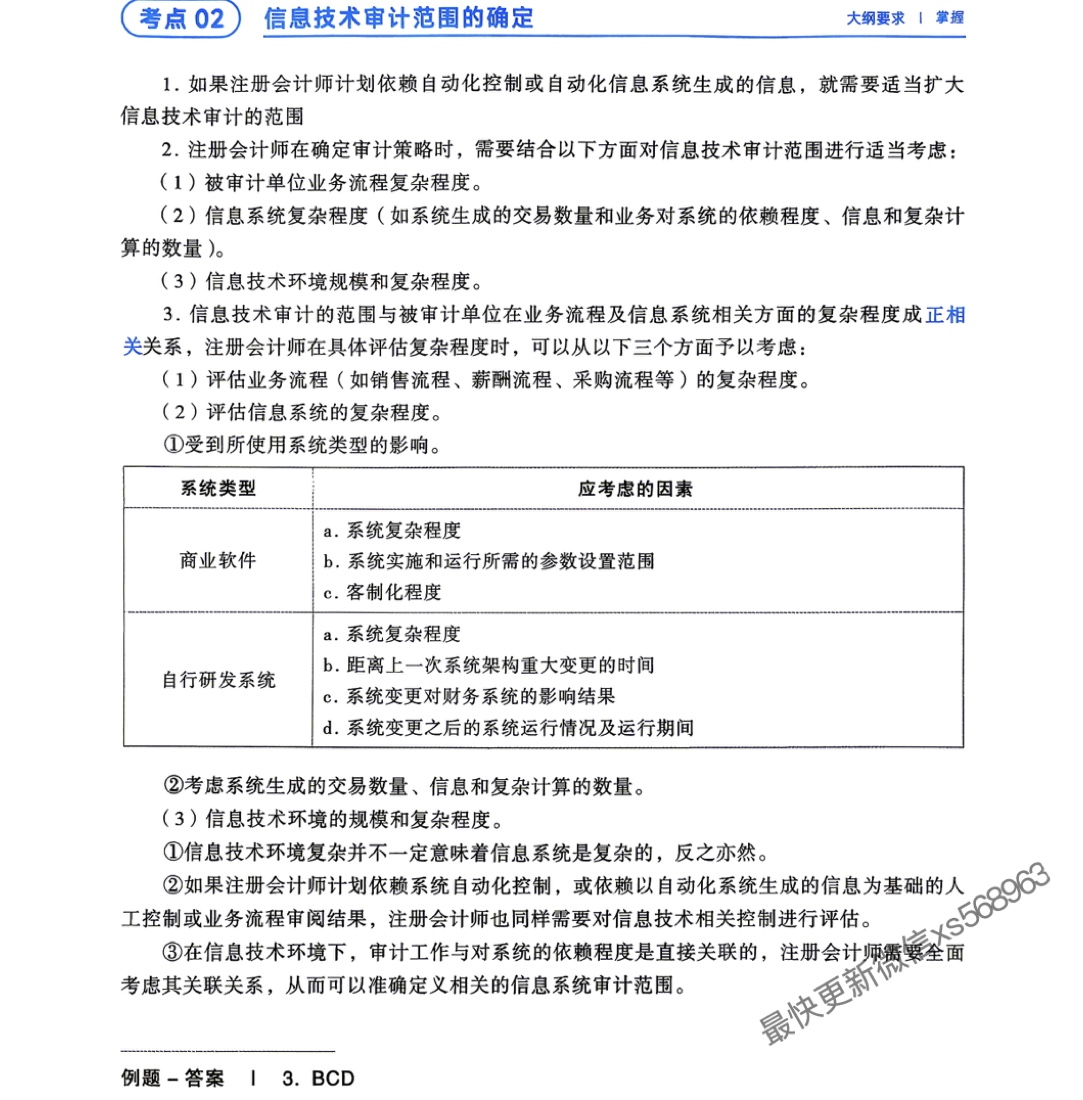 考点 02 信息技术审计范围的确定 大纲要求 | 掌握
1. 如果注册会计师计划依赖自动化控制或自动化信息系统生成的信息，就需要适当扩大
信息技术审计的范围
2. 注册会计师在确定审计策略时，需要结合以下方面对信息技术审计范围进行适当考虑：
（1）被审计单位业务流程复杂程度。
（2）信息系统复杂程度（如系统生成的交易数量和业务对系统的依赖程度、信息和复杂计
算的数量）。
（3）信息技术环境规模和复杂程度。
3. 信息技术审计的范围与被审计单位在业务流程及信息系统相关方面的复杂程度成正相
关关系，注册会计师在具体评估复杂程度时，可以从以下三个方面予以考虑：
（1）评估业务流程（如销售流程、薪酬流程、采购流程等）的复杂程度。
（2）评估信息系统的复杂程度。
①受到所使用系统类型的影响。
系统类型 应考虑的因素
商业软件
a. 系统复杂程度
b. 系统实施和运行所需的参数设置范围
c. 客制化程度
自行研发系统
a. 系统复杂程度
b. 距离上一次系统架构重大变更的时间
c. 系统变更对财务系统的影响结果
d. 系统变更之后的系统运行情况及运行期间
②考虑系统生成的交易数量、信息和复杂计算的数量。
（3）信息技术环境的规模和复杂程度。
①信息技术环境复杂并不一定意味着信息系统是复杂的，反之亦然。
②如果注册会计师计划依赖系统自动化控制，或依赖以自动化系统生成的信息为基础的人
工控制或业务流程审阅结果，注册会计师也同样需要对信息技术相关控制进行评估。
③在信息技术环境下，审计工作与对系统的依赖程度是直接关联的，注册会计师需要全面
考虑其关联关系，从而可以准确定义相关的信息系统审计范围。
最快更新微信xs568963
例题 – 答案 | 3. BCD